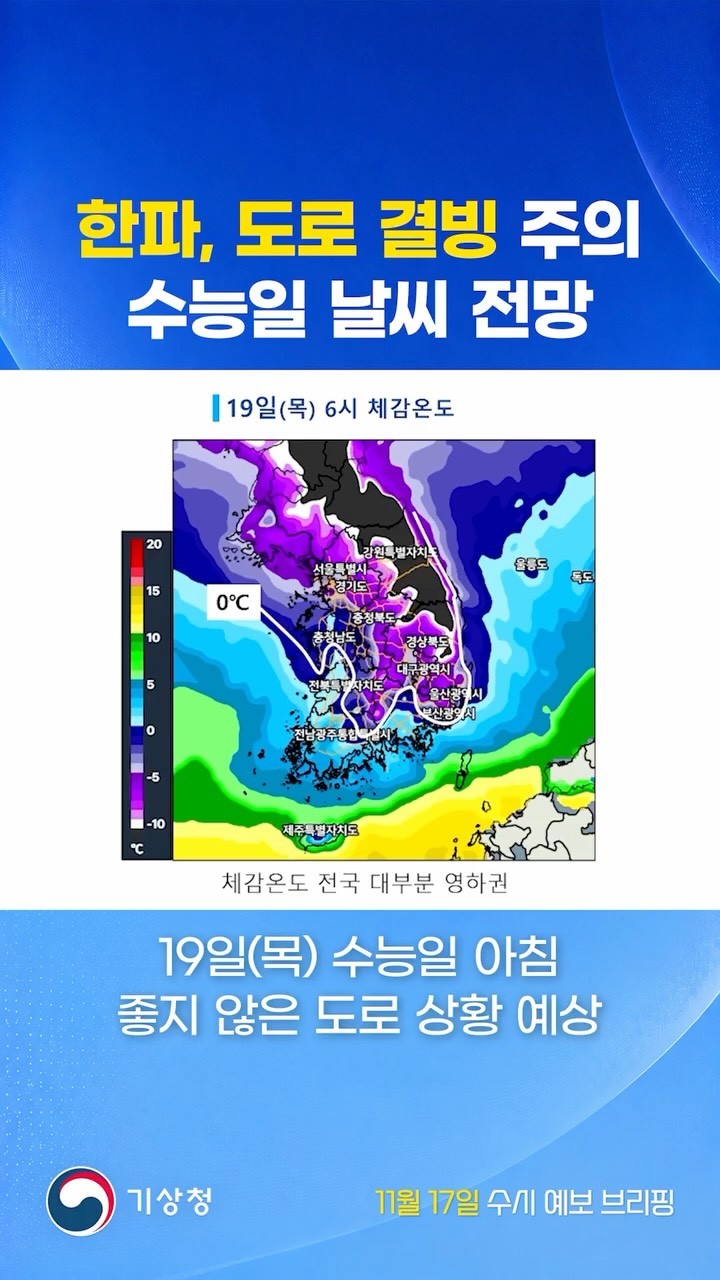 한파, 도로 결빙 주의
수능일 날씨 전망
19일(목) 6시 체감온도
20
15
10
5
0
-5
-10
℃
0℃
강원특별자치도
서울특별시
경기도
울릉도
독도
충청북도
충청남도
경상북도
대구광역시
전북특별자치도
울산광역시
부산광역시
전남광주통합특별시
제주특별자치도
체감온도 전국 대부분 영하권
19일(목) 수능일 아침
좋지 않은 도로 상황 예상
기상청
11월 17일 수시 예보 브리핑